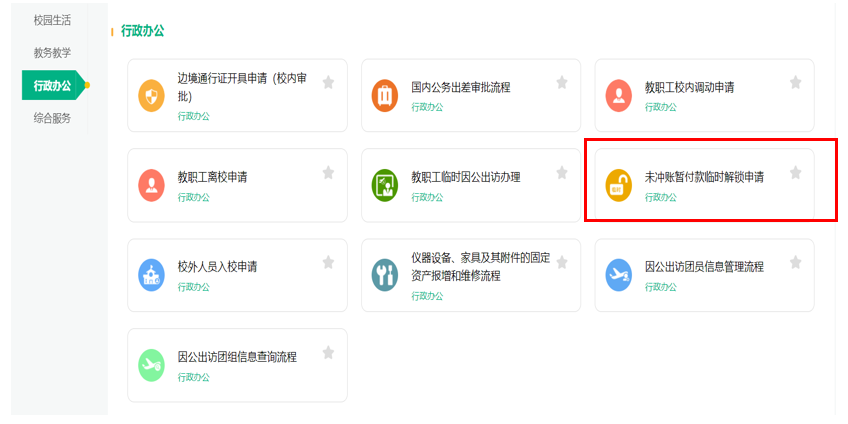 校园生活
教务教学
行政办公
综合服务
行政办公
边境通行证开具申请（校内审
批）
行政办公
国内公务出差审批流程
行政办公
教职工校内调动申请
行政办公
教职工离校申请
行政办公
教职工临时因公出访办理
行政办公
未冲账暂付款临时解锁申请
行政办公
校外人员入校申请
行政办公
仪器设备、家具及其附件的固定
资产报增和维修流程
行政办公
因公出访团员信息管理流程
行政办公
因公出访团组信息查询流程
行政办公